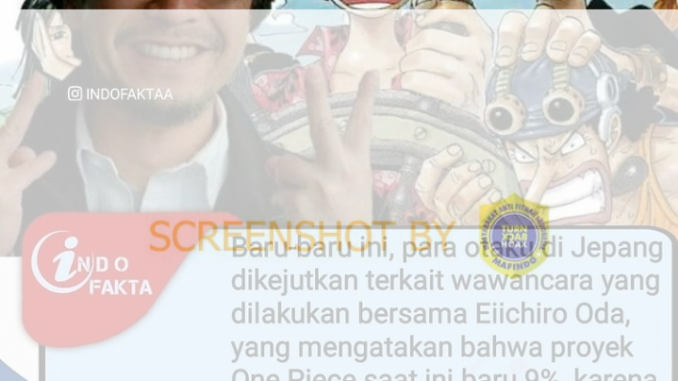 INDOFAKTAA
SCREENSHOT BY
TURN
BACK
HOAX
MAFINDO
iNDO
FAKTA
Baru-baru ini, para di Jepang
dikejutkan terkait wawancara yang
dilakukan bersama Eiichiro Oda,
yang mengatakan bahwa proyek
One Piece saat ini baru 9%, karena